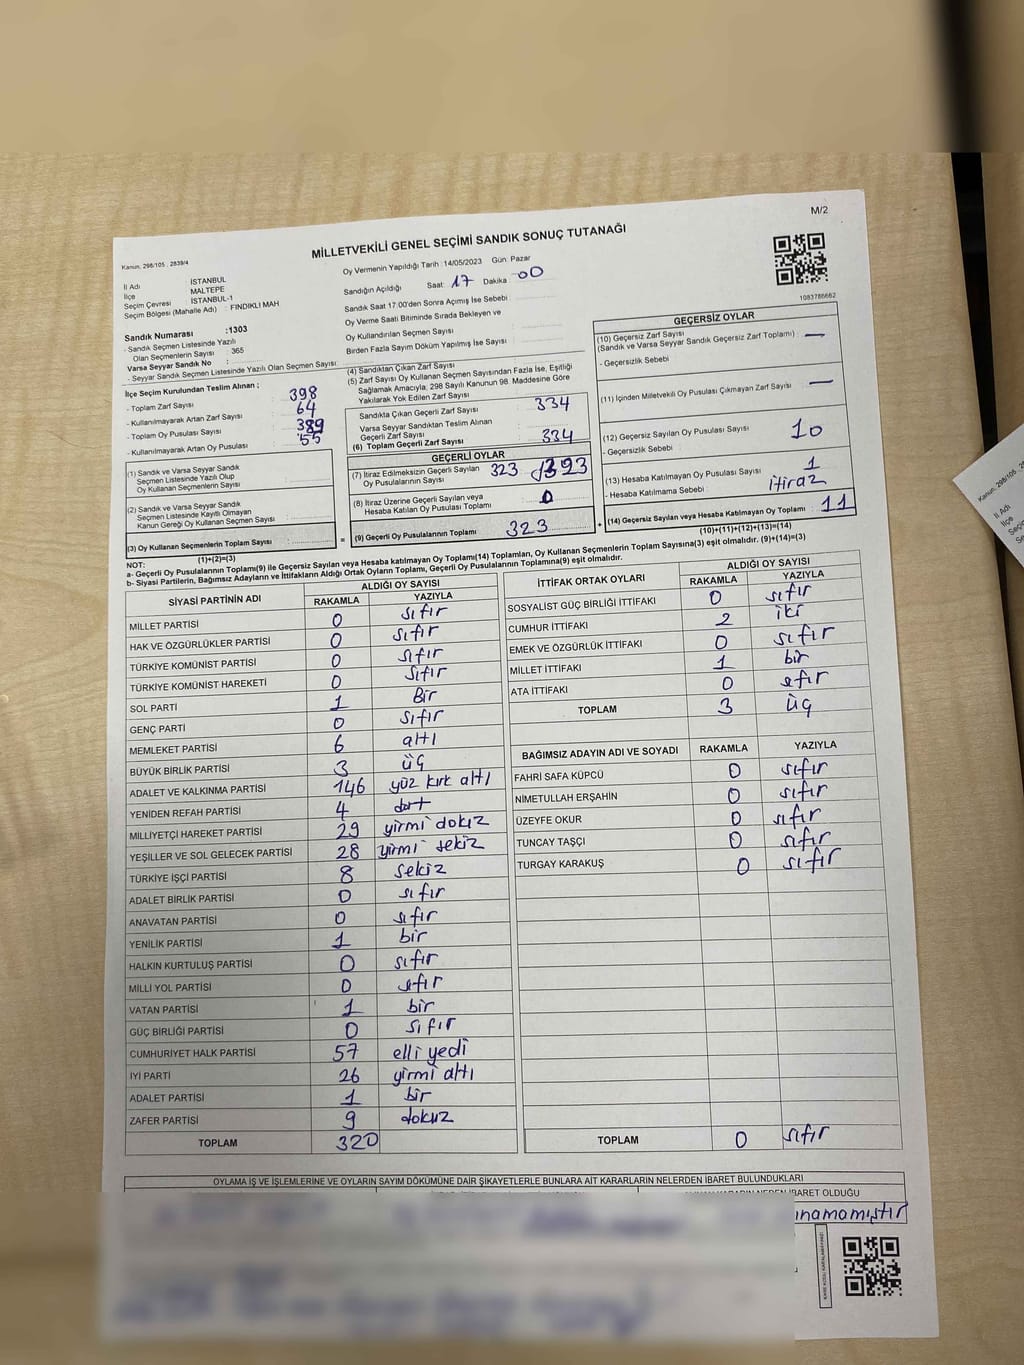 M/2
MİLLETVEKİLİ GENEL SEÇİMİ SANDIK SONUÇ TUTANAĞI
Kanun: 298/105 , 2839/4
İl Adı İSTANBUL
İlçe MALTEPE
Seçim Çevresi : İSTANBUL-1
Seçim Bölgesi (Mahalle Adı) : FINDIKLI MAH
Sandık Numarası :1303
- Sandık Seçmen Listesinde Yazılı
Olan Seçmenlerin Sayısı : 365
Varsa Seyyar Sandık No :
- Seyyar Sandık Seçmen Listesinde Yazılı Olan Seçmen Sayısı :
Oy Vermenin Yapıldığı Tarih : 14/05/2023 Gün: Pazar
Sandığın Açıldığı Saat: 17 Dakika : 00
Sandık Saat 17:00'den Sonra Açımış İse Sebebi
Oy Verme Saati Bitiminde Sırada Bekleyen ve
Oy Kullandırılan Seçmen Sayısı
Birden Fazla Sayım Döküm Yapılmış İse Sayısı :
1083786662
İlçe Seçim Kurulundan Teslim Alınan ;
- Toplam Zarf Sayısı : 398
- Kullanılmayarak Artan Zarf Sayısı : 64
- Toplam Oy Pusulası Sayısı : 389
- Kullanılmayarak Artan Oy Pusulası : 55
(1) Sandık ve Varsa Seyyar Sandık
Seçmen Listesinde Yazılı Olup
Oy Kullanan Seçmenlerin Sayısı :
(2) Sandık ve Varsa Seyyar Sandık
Seçmen Listesinde Kayıtlı Olmayan
Kanun Gereği Oy Kullanan Seçmen Sayısı :
(3) Oy Kullanan Seçmenlerin Toplam Sayısı :
(1)+(2)=(3)
(4) Sandıktan Çıkan Zarf Sayısı
(5) Zarf Sayısı Oy Kullanan Seçmen Sayısından Fazla İse, Eşitliği
Sağlamak Amacıyla, 298 Sayılı Kanunun 98. Maddesine Göre
Yakılarak Yok Edilen Zarf Sayısı :
Sandıkta Çıkan Geçerli Zarf Sayısı : 334
Varsa Seyyar Sandıktan Teslim Alınan
Geçerli Zarf Sayısı
(6) Toplam Geçerli Zarf Sayısı : 334
GEÇERLİ OYLAR
(7) İtiraz Edilmeksizin Geçerli Sayılan
Oy Pusulalarının Sayısı : 323
(8) İtiraz Üzerine Geçerli Sayılan veya
Hesaba Katılan Oy Pusulası Toplamı : 0
(9) Geçerli Oy Pusulalarının Toplamı : 323
GEÇERSİZ OYLAR
(10) Geçersiz Zarf Sayısı
(Sandık ve Varsa Seyyar Sandık Geçersiz Zarf Toplamı) : —
- Geçersizlik Sebebi
(11) İçinden Milletvekili Oy Pusulası Çıkmayan Zarf Sayısı : —
(12) Geçersiz Sayılan Oy Pusulası Sayısı : 10
- Geçersizlik Sebebi
(13) Hesaba Katılmayan Oy Pusulası Sayısı : 1
- Hesaba Katılmama Sebebi : itiraz
(14) Geçersiz Sayılan veya Hesaba Katılmayan Oy Toplamı : 11
(10)+(11)+(12)+(13)=(14)
NOT:
a- Geçerli Oy Pusulalarının Toplamı(9) ile Geçersiz Sayılan veya Hesaba Katılmayan Oy Toplamı(14) Toplamları, Oy Kullanan Seçmenlerin Toplam Sayısına(3) eşit olmalıdır. (9)+(14)=(3)
b- Siyasi Partilerin, Bağımsız Adayların ve İttifakların Aldığı Ortak Oyların Toplamı, Geçerli Oy Pusulalarının Toplamına(9) eşit olmalıdır.
SİYASİ PARTİNİN ADI ALDIĞI OY SAYISI
RAKAMLA YAZIYLA
MİLLET PARTİSİ 0 sıfır
HAK VE ÖZGÜRLÜKLER PARTİSİ 0 sıfır
TÜRKİYE KOMÜNİST PARTİSİ 0 sıfır
TÜRKİYE KOMÜNİST HAREKETİ 0 sıfır
SOL PARTİ 1 Bir
GENÇ PARTİ 0 sıfır
MEMLEKET PARTİSİ 6 altı
BÜYÜK BİRLİK PARTİSİ 3 üç
ADALET VE KALKINMA PARTİSİ 146 yüz kırk altı
YENİDEN REFAH PARTİSİ 4 dört
MİLLİYETÇİ HAREKET PARTİSİ 29 yirmi dokuz
YEŞİLLER VE SOL GELECEK PARTİSİ 28 yirmi sekiz
TÜRKİYE İŞÇİ PARTİSİ 8 sekiz
ADALET BİRLİK PARTİSİ 0 sıfır
ANAVATAN PARTİSİ 0 sıfır
YENİLİK PARTİSİ 1 bir
HALKIN KURTULUŞ PARTİSİ 0 sıfır
MİLLİ YOL PARTİSİ 0 sıfır
VATAN PARTİSİ 1 bir
GÜÇ BİRLİĞİ PARTİSİ 0 sıfır
CUMHURİYET HALK PARTİSİ 57 elli yedi
İYİ PARTİ 26 yirmi altı
ADALET PARTİSİ 1 bir
ZAFER PARTİSİ 9 dokuz
TOPLAM 320
İTTİFAK ORTAK OYLARI ALDIĞI OY SAYISI
RAKAMLA YAZIYLA
SOSYALİST GÜÇ BİRLİĞİ İTTİFAKI 0 sıfır
CUMHUR İTTİFAKI 2 iki
EMEK VE ÖZGÜRLÜK İTTİFAKI 0 sıfır
MİLLET İTTİFAKI 1 bir
ATA İTTİFAKI 0 sıfır
TOPLAM 3 üç
BAĞIMSIZ ADAYIN ADI VE SOYADI RAKAMLA YAZIYLA
FAHRİ SAFA KÜPCÜ 0 sıfır
NİMETULLAH ERŞAHİN 0 sıfır
ÜZEYFE OKUR 0 sıfır
TUNCAY TAŞÇI 0 sıfır
TURGAY KARAKUŞ 0 sıfır
TOPLAM 0 sıfır
OYLAMA İŞ VE İŞLEMLERİNE VE OYLARIN SAYIM DÖKÜMÜNE DAİR ŞİKAYETLERLE BUNLARA AİT KARARLARIN NELERDEN İBARET BULUNDUKLARI
İBARET OLDUĞU
ınamamıştır
Kanun: 298/105
İl Adı
İlçe